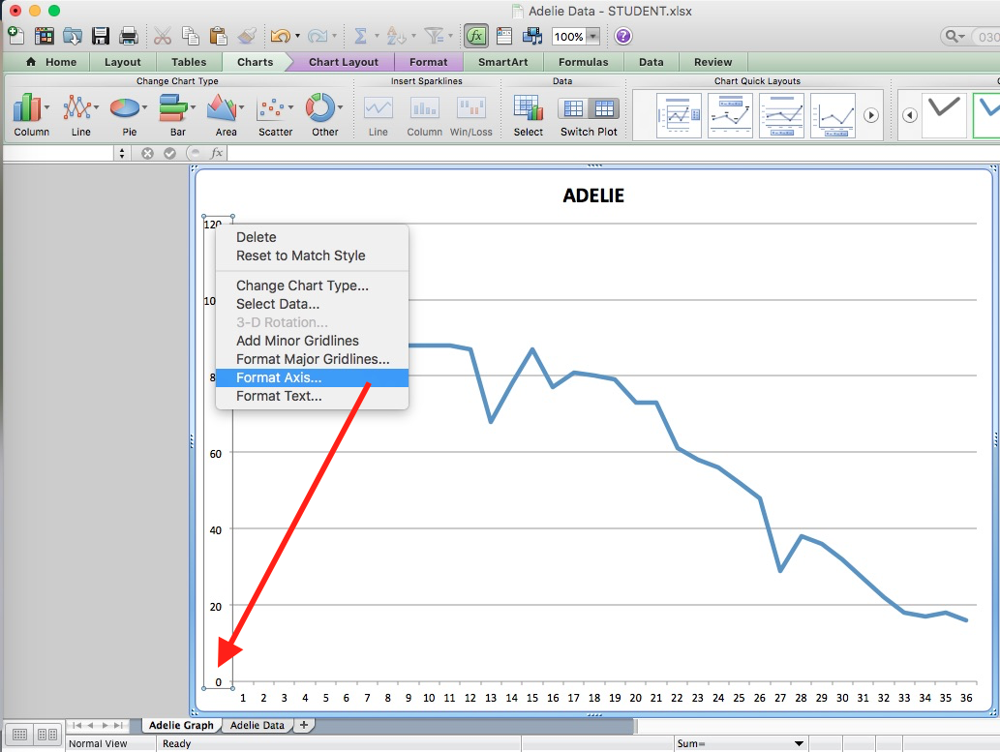 Adelie Data - STUDENT.xlsx
fx 100% ? 030
Home Layout Tables Charts Chart Layout Format SmartArt Formulas Data Review
Change Chart Type Insert Sparklines Data Chart Quick Layouts
Column Line Pie Bar Area Scatter Other Line Column Win/Loss Select Switch Plot
fx
ADELIE
120
Delete
Reset to Match Style
Change Chart Type...
10
Select Data...
3-D Rotation...
Add Minor Gridlines
Format Major Gridlines...
8
Format Axis...
Format Text...
60
40
20
0
1 2 3 4 5 6 7 8 9 10 11 12 13 14 15 16 17 18 19 20 21 22 23 24 25 26 27 28 29 30 31 32 33 34 35 36
Adelie Graph Adelie Data +
Normal View Ready Sum=